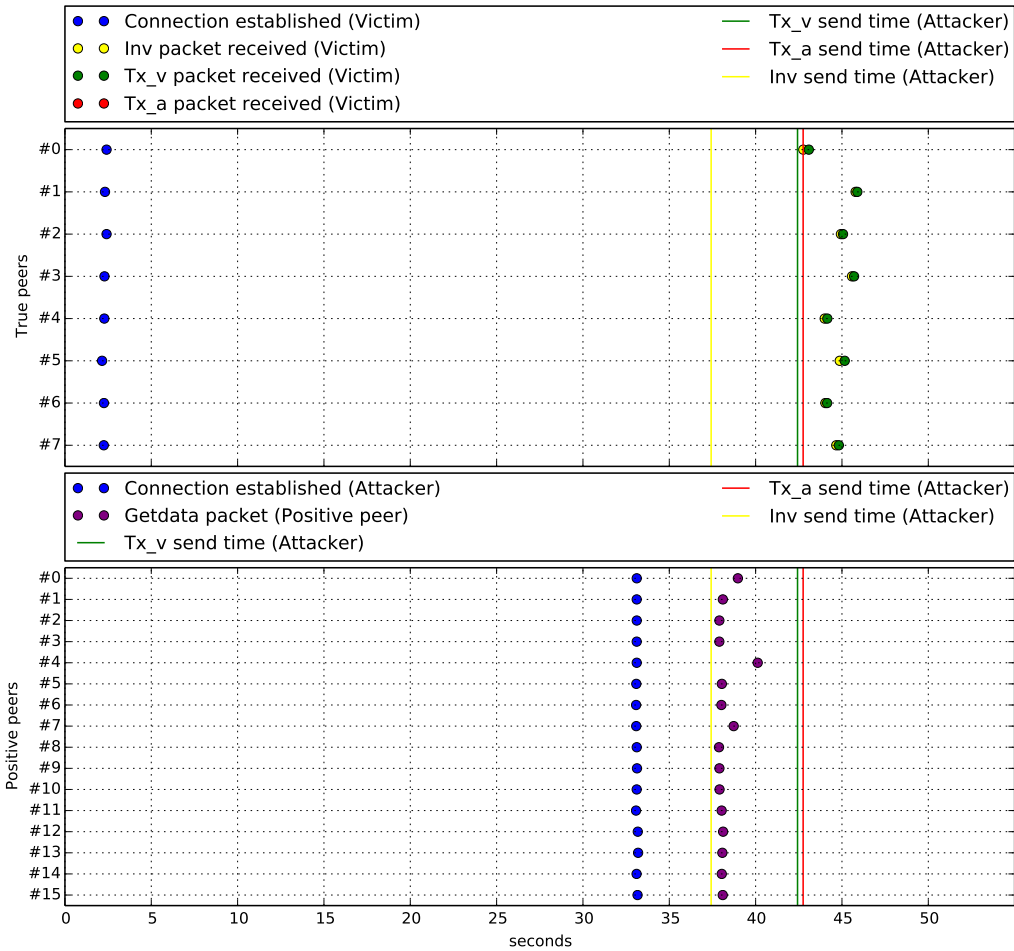 Connection established (Victim)
Inv packet received (Victim)
Tx_v packet received (Victim)
Tx_a packet received (Victim)
Tx_v send time (Attacker)
Tx_a send time (Attacker)
Inv send time (Attacker)
True peers
#0
#1
#2
#3
#4
#5
#6
#7
Connection established (Attacker)
Getdata packet (Positive peer)
Tx_v send time (Attacker)
Tx_a send time (Attacker)
Inv send time (Attacker)
Positive peers
#0
#1
#2
#3
#4
#5
#6
#7
#8
#9
#10
#11
#12
#13
#14
#15
0 5 10 15 20 25 30 35 40 45 50
seconds